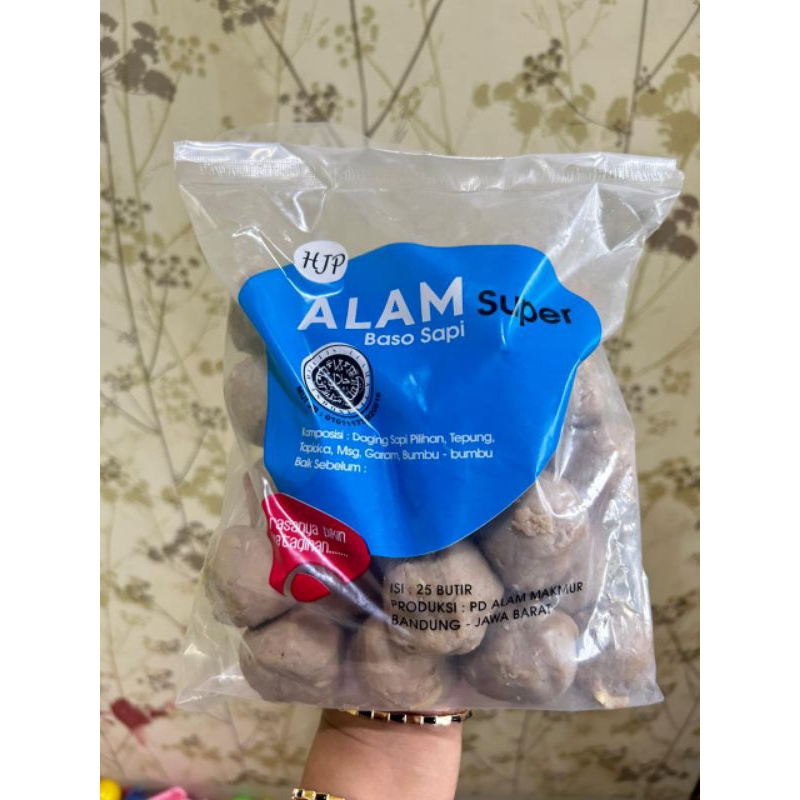 HJP
ALAM Super
Baso Sapi
Komposisi : Daging Sapi Pilihan, Tepung,
Tapioka, Msg, Garam, Bumbu - bumbu
Baik Sebelum :
rasanya bikin
ISI : 25 BUTIR
PRODUKSI : PD ALAM MAKMUR
BANDUNG - JAWA BARAT